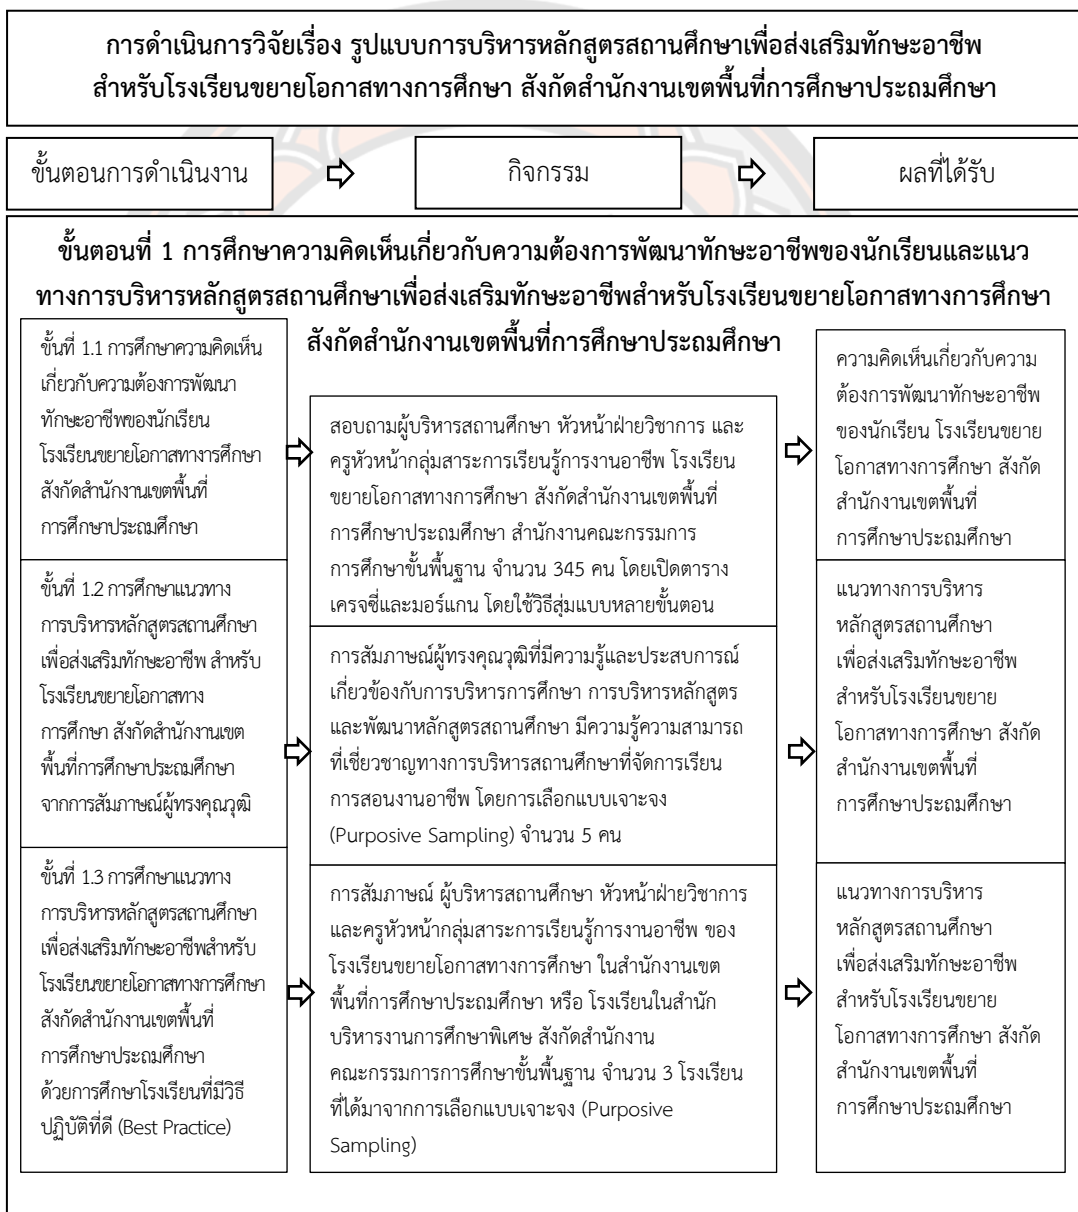 การดำเนินการวิจัยเรื่อง รูปแบบการบริหารหลักสูตรสถานศึกษาเพื่อส่งเสริมทักษะอาชีพ
สำหรับโรงเรียนขยายโอกาสทางการศึกษา สังกัดสำนักงานเขตพื้นที่การศึกษาประถมศึกษา
ขั้นตอนการดำเนินงาน
กิจกรรม
ผลที่ได้รับ
ขั้นตอนที่ 1 การศึกษาความคิดเห็นเกี่ยวกับความต้องการพัฒนาทักษะอาชีพของนักเรียนและแนว
ทางการบริหารหลักสูตรสถานศึกษาเพื่อส่งเสริมทักษะอาชีพสำหรับโรงเรียนขยายโอกาสทางการศึกษา
สังกัดสำนักงานเขตพื้นที่การศึกษาประถมศึกษา
ขั้นที่ 1.1 การศึกษาความคิดเห็น
เกี่ยวกับความต้องการพัฒนา
ทักษะอาชีพของนักเรียน
โรงเรียนขยายโอกาสทางารศึกษา
สังกัดสำนักงานเขตพื้นที่
การศึกษาประถมศึกษา
สอบถามผู้บริหารสถานศึกษา หัวหน้าฝ่ายวิชาการ และ
ครูหัวหน้ากลุ่มสาระการเรียนรู้การงานอาชีพ โรงเรียน
ขยายโอกาสทางการศึกษา สังกัดสำนักงานเขตพื้นที่
การศึกษาประถมศึกษา สำนักงานคณะกรรมการ
การศึกษาขั้นพื้นฐาน จำนวน 345 คน โดยเปิดตาราง
เครจซี่และมอร์แกน โดยใช้วิธีสุ่มแบบหลายขั้นตอน
ความคิดเห็นเกี่ยวกับความ
ต้องการพัฒนาทักษะอาชีพ
ของนักเรียน โรงเรียนขยาย
โอกาสทางการศึกษา สังกัด
สำนักงานเขตพื้นที่
การศึกษาประถมศึกษา
ขั้นที่ 1.2 การศึกษาแนวทาง
การบริหารหลักสูตรสถานศึกษา
เพื่อส่งเสริมทักษะอาชีพ สำหรับ
โรงเรียนขยายโอกาสทาง
การศึกษา สังกัดสำนักงานเขต
พื้นที่การศึกษาประถมศึกษา
จากการสัมภาษณ์ผู้ทรงคุณวุฒิ
การสัมภาษณ์ผู้ทรงคุณวุฒิที่มีความรู้และประสบการณ์
เกี่ยวข้องกับการบริหารการศึกษา การบริหารหลักสูตร
และพัฒนาหลักสูตรสถานศึกษา มีความรู้ความสามารถ
ที่เชี่ยวชาญทางการบริหารสถานศึกษาที่จัดการเรียน
การสอนงานอาชีพ โดยการเลือกแบบเจาะจง
(Purposive Sampling) จำนวน 5 คน
แนวทางการบริหาร
หลักสูตรสถานศึกษา
เพื่อส่งเสริมทักษะอาชีพ
สำหรับโรงเรียนขยาย
โอกาสทางการศึกษา สังกัด
สำนักงานเขตพื้นที่
การศึกษาประถมศึกษา
ขั้นที่ 1.3 การศึกษาแนวทาง
การบริหารหลักสูตรสถานศึกษา
เพื่อส่งเสริมทักษะอาชีพสำหรับ
โรงเรียนขยายโอกาสทางการศึกษา
สังกัดสำนักงานเขตพื้นที่
การศึกษาประถมศึกษา
ด้วยการศึกษาโรงเรียนที่มีวิธี
ปฏิบัติที่ดี (Best Practice)
การสัมภาษณ์ ผู้บริหารสถานศึกษา หัวหน้าฝ่ายวิชาการ
และครูหัวหน้ากลุ่มสาระการเรียนรู้การงานอาชีพ ของ
โรงเรียนขยายโอกาสทางการศึกษา ในสำนักงานเขต
พื้นที่การศึกษาประถมศึกษา หรือ โรงเรียนในสำนัก
บริหารงานการศึกษาพิเศษ สังกัดสำนักงาน
คณะกรรมการการศึกษาขั้นพื้นฐาน จำนวน 3 โรงเรียน
ที่ได้มาจากการเลือกแบบเจาะจง (Purposive
Sampling)
แนวทางการบริหาร
หลักสูตรสถานศึกษา
เพื่อส่งเสริมทักษะอาชีพ
สำหรับโรงเรียนขยาย
โอกาสทางการศึกษา สังกัด
สำนักงานเขตพื้นที่
การศึกษาประถมศึกษา